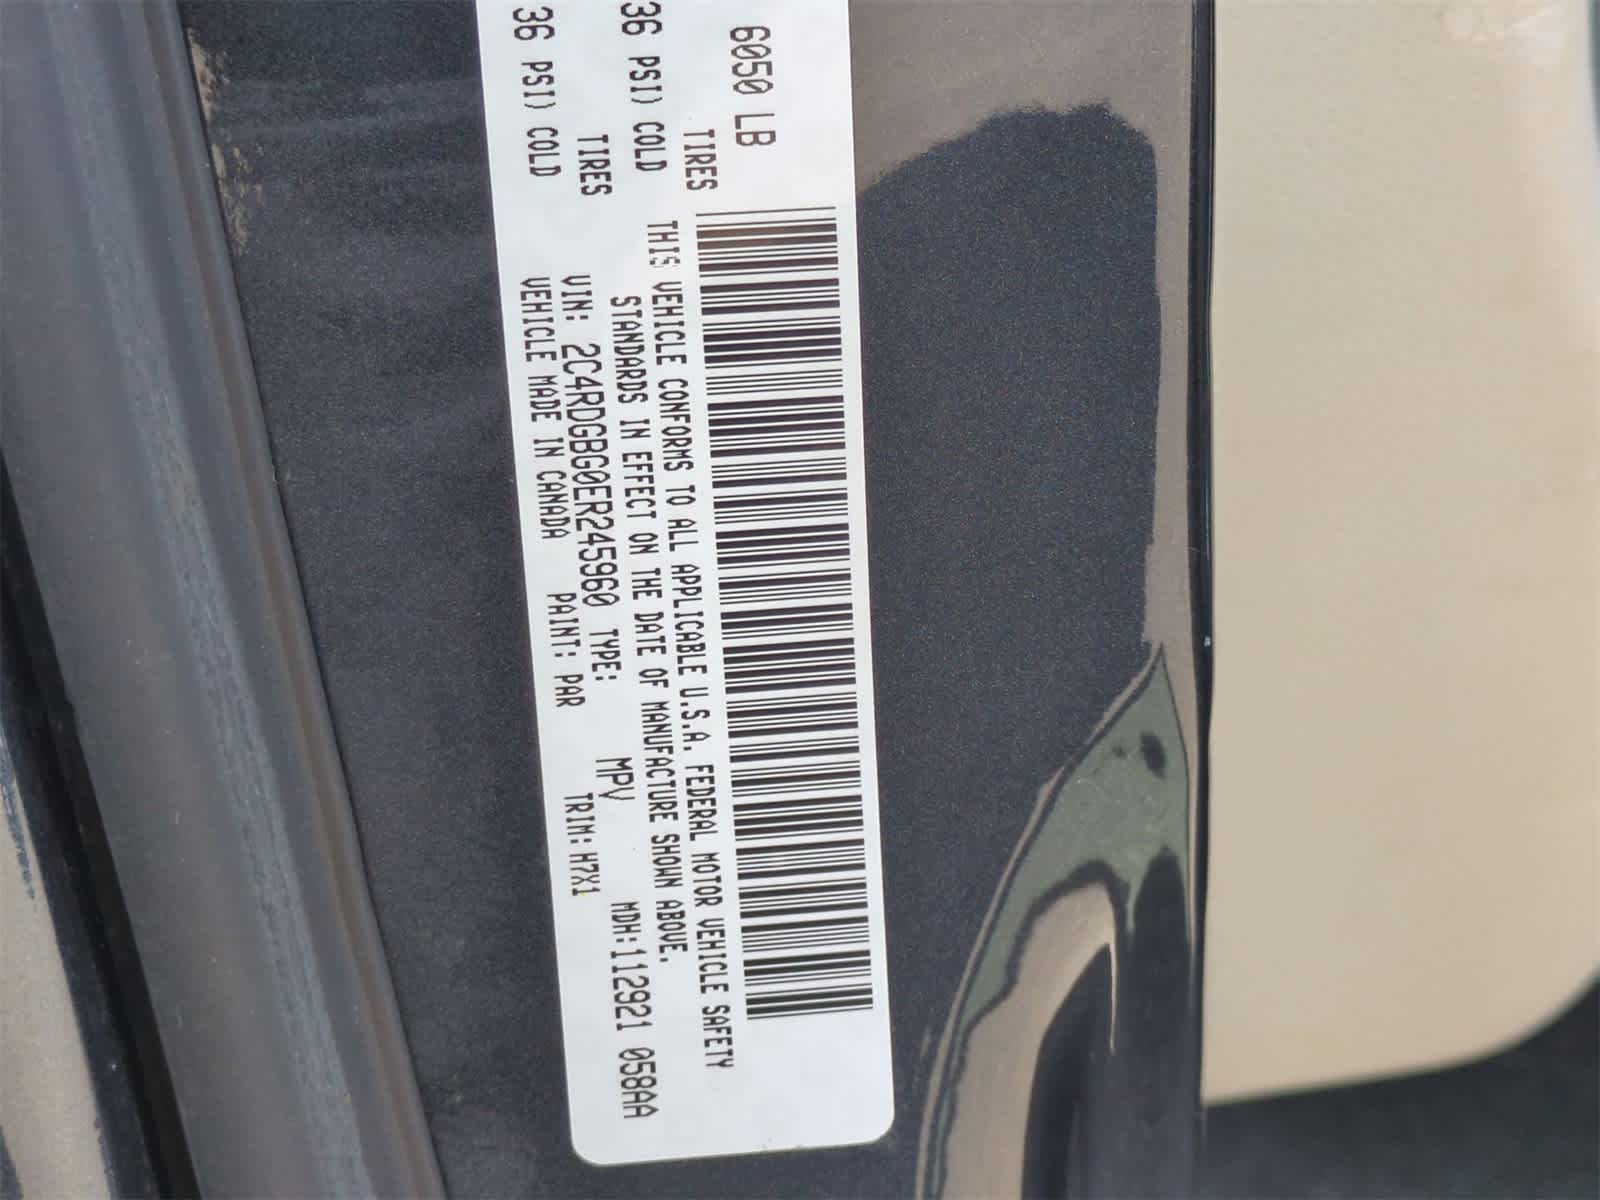 6050 LB
TIRES
36 PSI) COLD
TIRES
36 PSI) COLD
THIS VEHICLE CONFORMS TO ALL APPLICABLE U.S.A. FEDERAL MOTOR VEHICLE SAFETY
STANDARDS IN EFFECT ON THE DATE OF MANUFACTURE SHOWN ABOVE.
VIN: 2C4RDGBG0ER245960 TYPE: MPV MDH:112921 058AA
VEHICLE MADE IN CANADA PAINT: PAR TRIM: H7X1